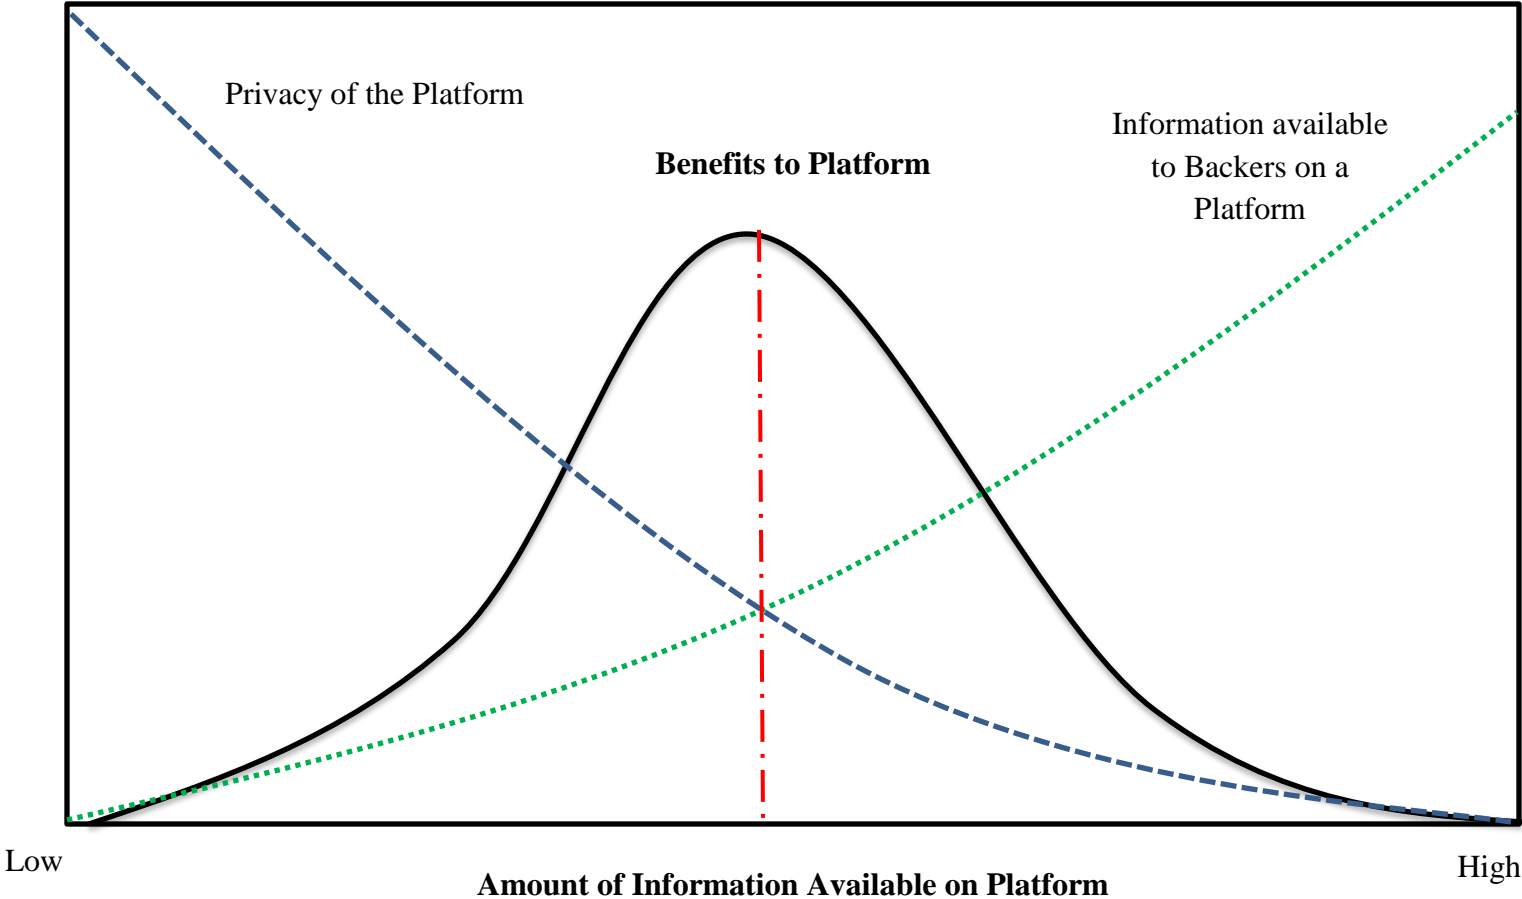 Privacy of the Platform
Information available
to Backers on a
Platform
Benefits to Platform
Low
High
Amount of Information Available on Platform